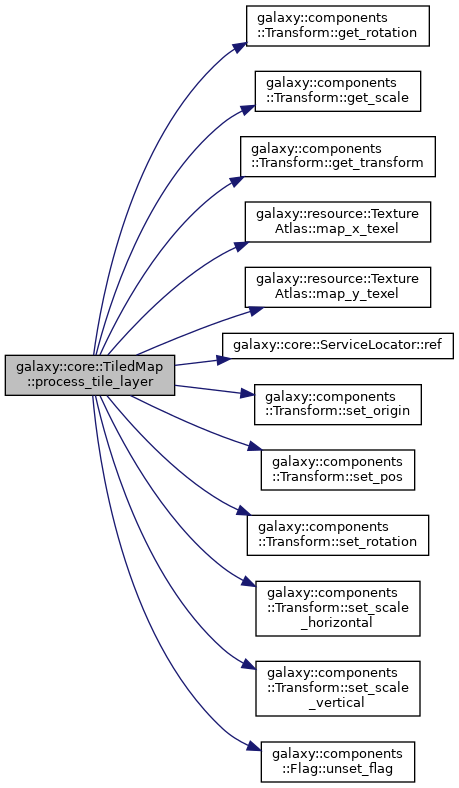 galaxy::components
::Transform::get_rotation
galaxy::components
::Transform::get_scale
galaxy::components
::Transform::get_transform
galaxy::resource::Texture
Atlas::map_x_texel
galaxy::resource::Texture
Atlas::map_y_texel
galaxy::core::ServiceLocator::ref
galaxy::core::TiledMap
::process_tile_layer
galaxy::components
::Transform::set_origin
galaxy::components
::Transform::set_pos
galaxy::components
::Transform::set_rotation
galaxy::components
::Transform::set_scale
_horizontal
galaxy::components
::Transform::set_scale
_vertical
galaxy::components
::Flag::unset_flag